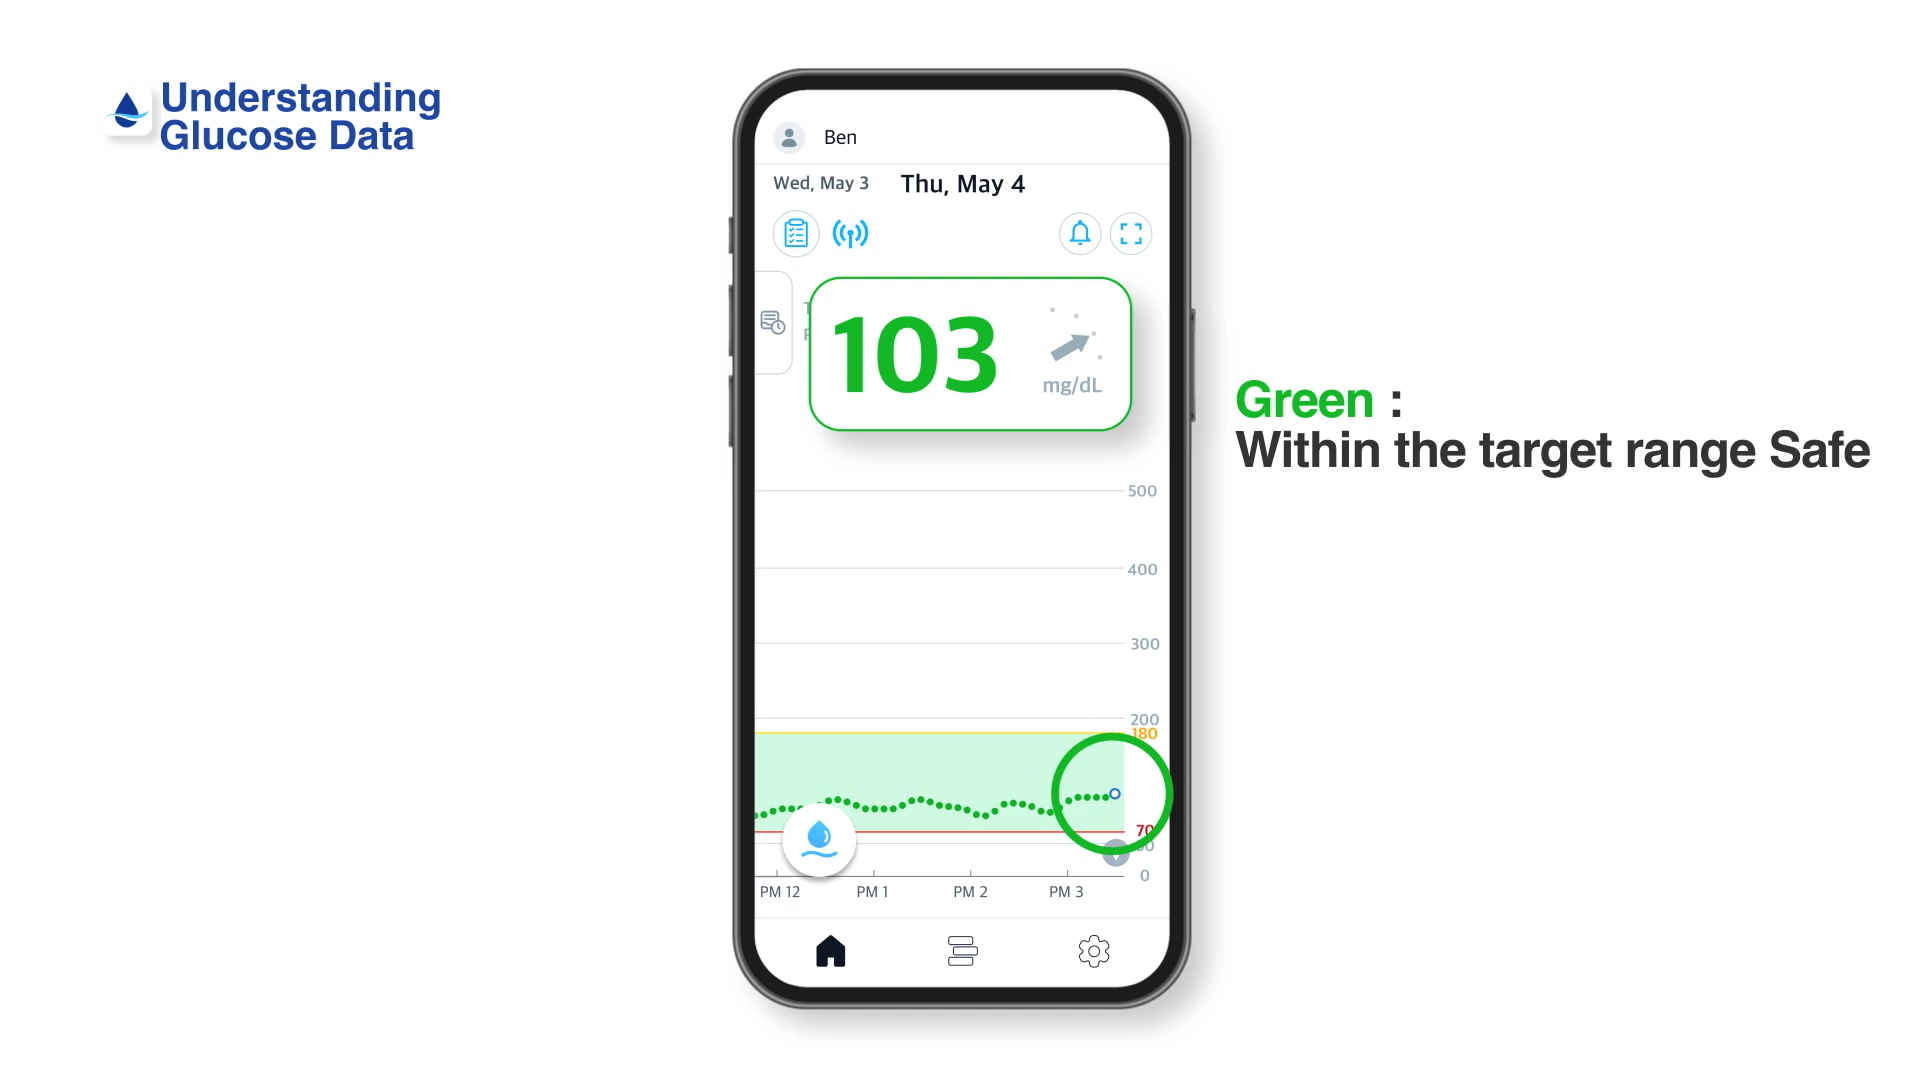 Understanding
Glucose Data
Ben
Wed, May 3 Thu, May 4
103
mg/dL
Green :
Within the target range Safe
500
400
300
200
180
70
0
PM 12 PM 1 PM 2 PM 3